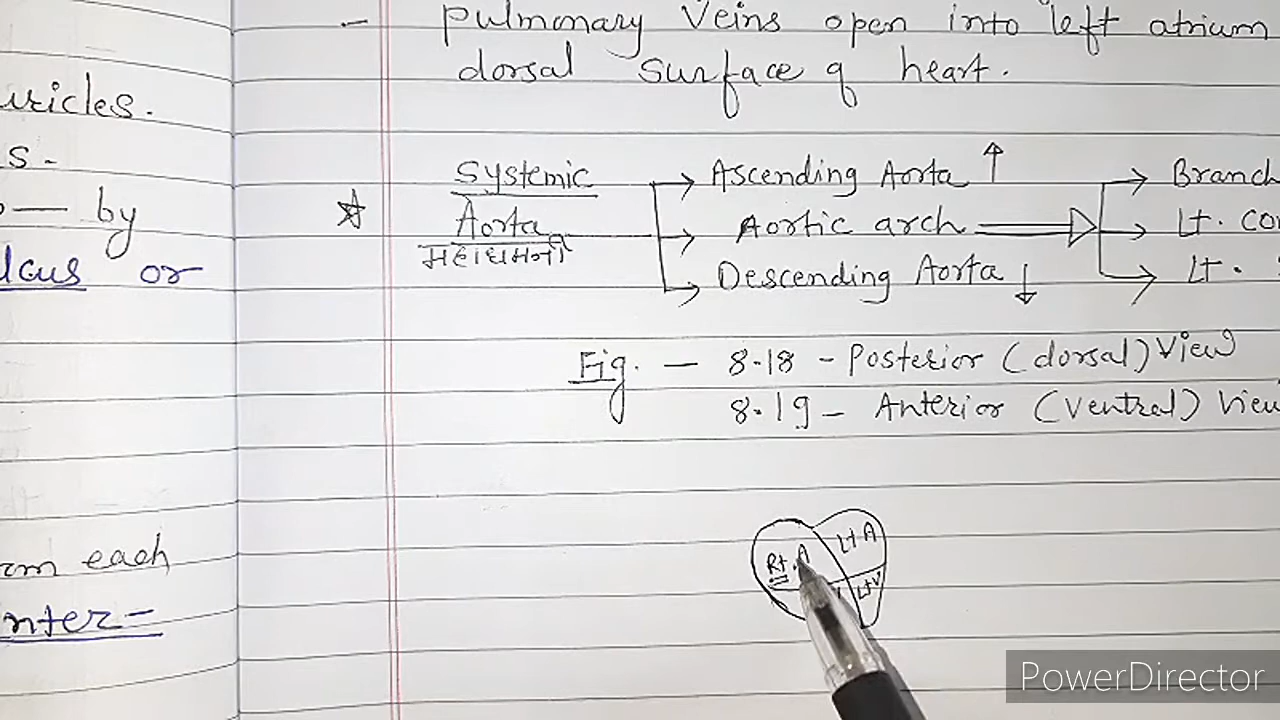 uricles.
s.
by
lcus or
rm each
nter-
- Pulmonary Veins open into left atrium
dorsal surface of heart.
☆ Systemic Aorta
महाधमनी
→ Ascending Aorta ↑
→ Aortic arch
→ Descending Aorta ↓
→ Branch
→ Lt. co
→ Lt.
Fig. - 8.18 - Posterior (dorsal) View
8.19 - Anterior (Ventral) View
Rt. A
Lt A
Lt V
PowerDirector